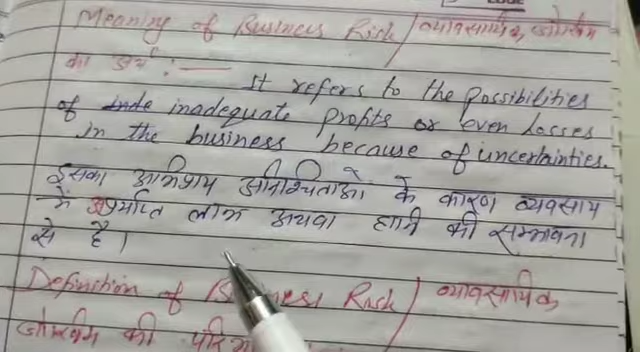 Meaning of Business Risk / व्यावसायिक जोखिम
का अर्थ :-
It refers to the possibilities
of inde inadequate profits or even Losses
in the business because of uncertainties.
इसका अभिप्राय अनिश्चितताओ के कारण व्यवसाय
में अपर्याप्त लाभ अथवा हानि की सम्भावना
से है।
Definition of Business Risk / व्यावसायिक
जोखिम की